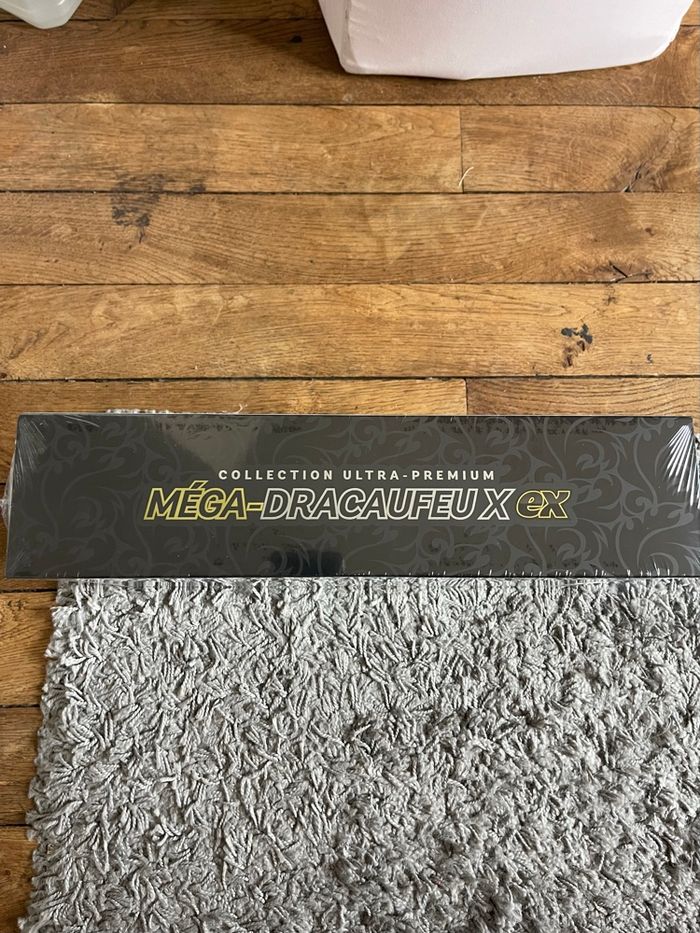 COLLECTION ULTRA-PREMIUM
MÉGA-DRACAUFEU X ex